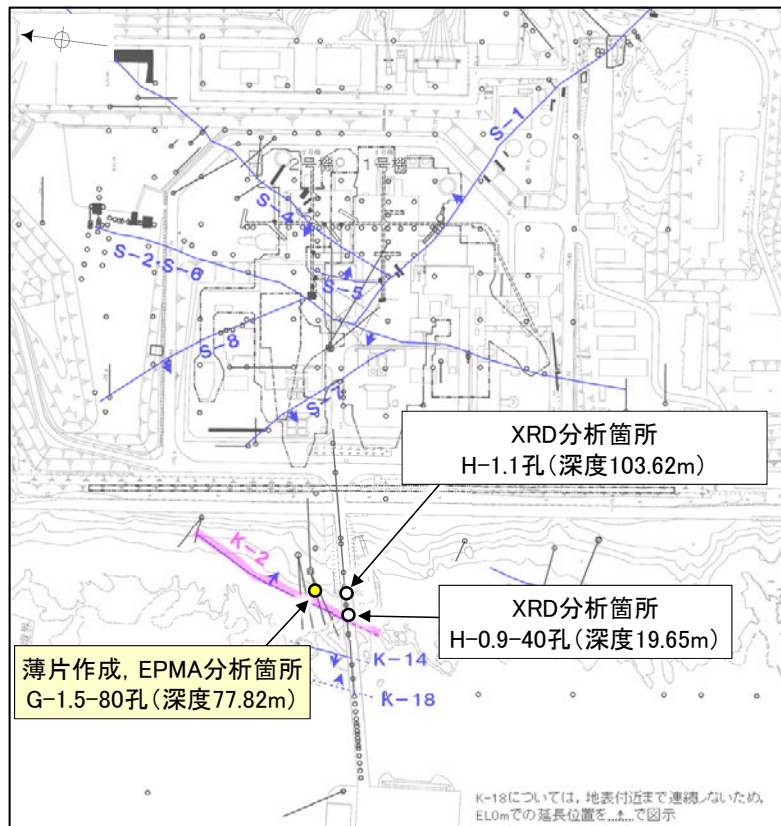 S-1
2号機
1号機
S-4
S-2・S-6
S-5
S-8
S-7
XRD分析箇所
H-1.1孔(深度103.62m)
K-2
XRD分析箇所
H-0.9-40孔(深度19.65m)
薄片作成, EPMA分析箇所
G-1.5-80孔(深度77.82m)
K-14
K-18
K-18については, 地表付近まで連続しないため,
EL0mでの延長位置を で図示